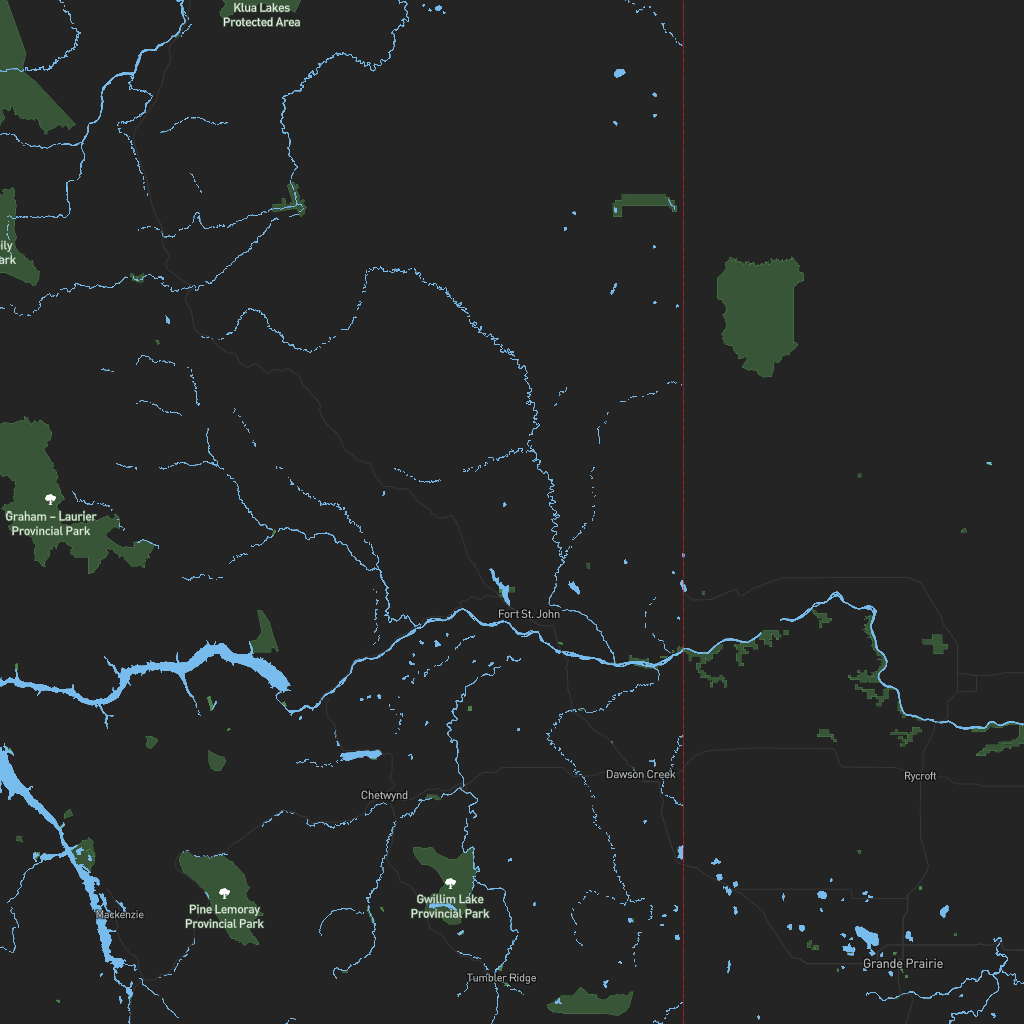 Klua Lakes
Protected Area
ily
ark
Graham – Laurier
Provincial Park
Fort St. John
Dawson Creek
Rycroft
Chetwynd
Gwillim Lake
Provincial Park
Pine Lemoray
Provincial Park
Mackenzie
Grande Prairie
Tumbler Ridge